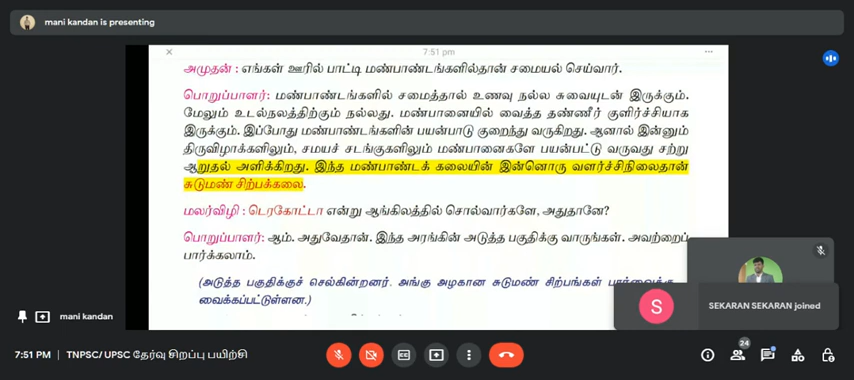 mani kandan is presenting
7:51 pm
அமுதன் : எங்கள் ஊரில் பாட்டி மண்பாண்டங்களில்தான் சமையல் செய்வார்.
பொறுப்பாளர்: மண்பாண்டங்களில் சமைத்தால் உணவு நல்ல சுவையுடன் இருக்கும்.
மேலும் உடல்நலத்திற்கும் நல்லது. மண்பானையில் வைத்த தண்ணீர் குளிர்ச்சியாக
இருக்கும். இப்போது மண்பாண்டங்களின் பயன்பாடு குறைந்து வருகிறது. ஆனால் இன்னும்
திருவிழாக்களிலும், சமயச் சடங்குகளிலும் மண்பானைகளே பயன்பட்டு வருவது சற்று
ஆறுதல் அளிக்கிறது. இந்த மண்பாண்டக் கலையின் இன்னொரு வளர்ச்சிநிலைதான்
சுடுமண் சிற்பக்கலை.
மலர்விழி : டெரகோட்டா என்று ஆங்கிலத்தில் சொல்வார்களே, அதுதானே?
பொறுப்பாளர்: ஆம். அதுவேதான். இந்த அரங்கின் அடுத்த பகுதிக்கு வாருங்கள். அவற்றைப்
பார்க்கலாம்.
(அடுத்த பகுதிக்குச் செல்கின்றனர். அங்கு அழகான சுடுமண் சிற்பங்கள் பார்வைக்கு
வைக்கப்பட்டுள்ளன.)
S
SEKARAN SEKARAN joined
mani kandan
7:51 PM | TNPSC/ UPSC தேர்வு சிறப்பு பயிற்சி
24